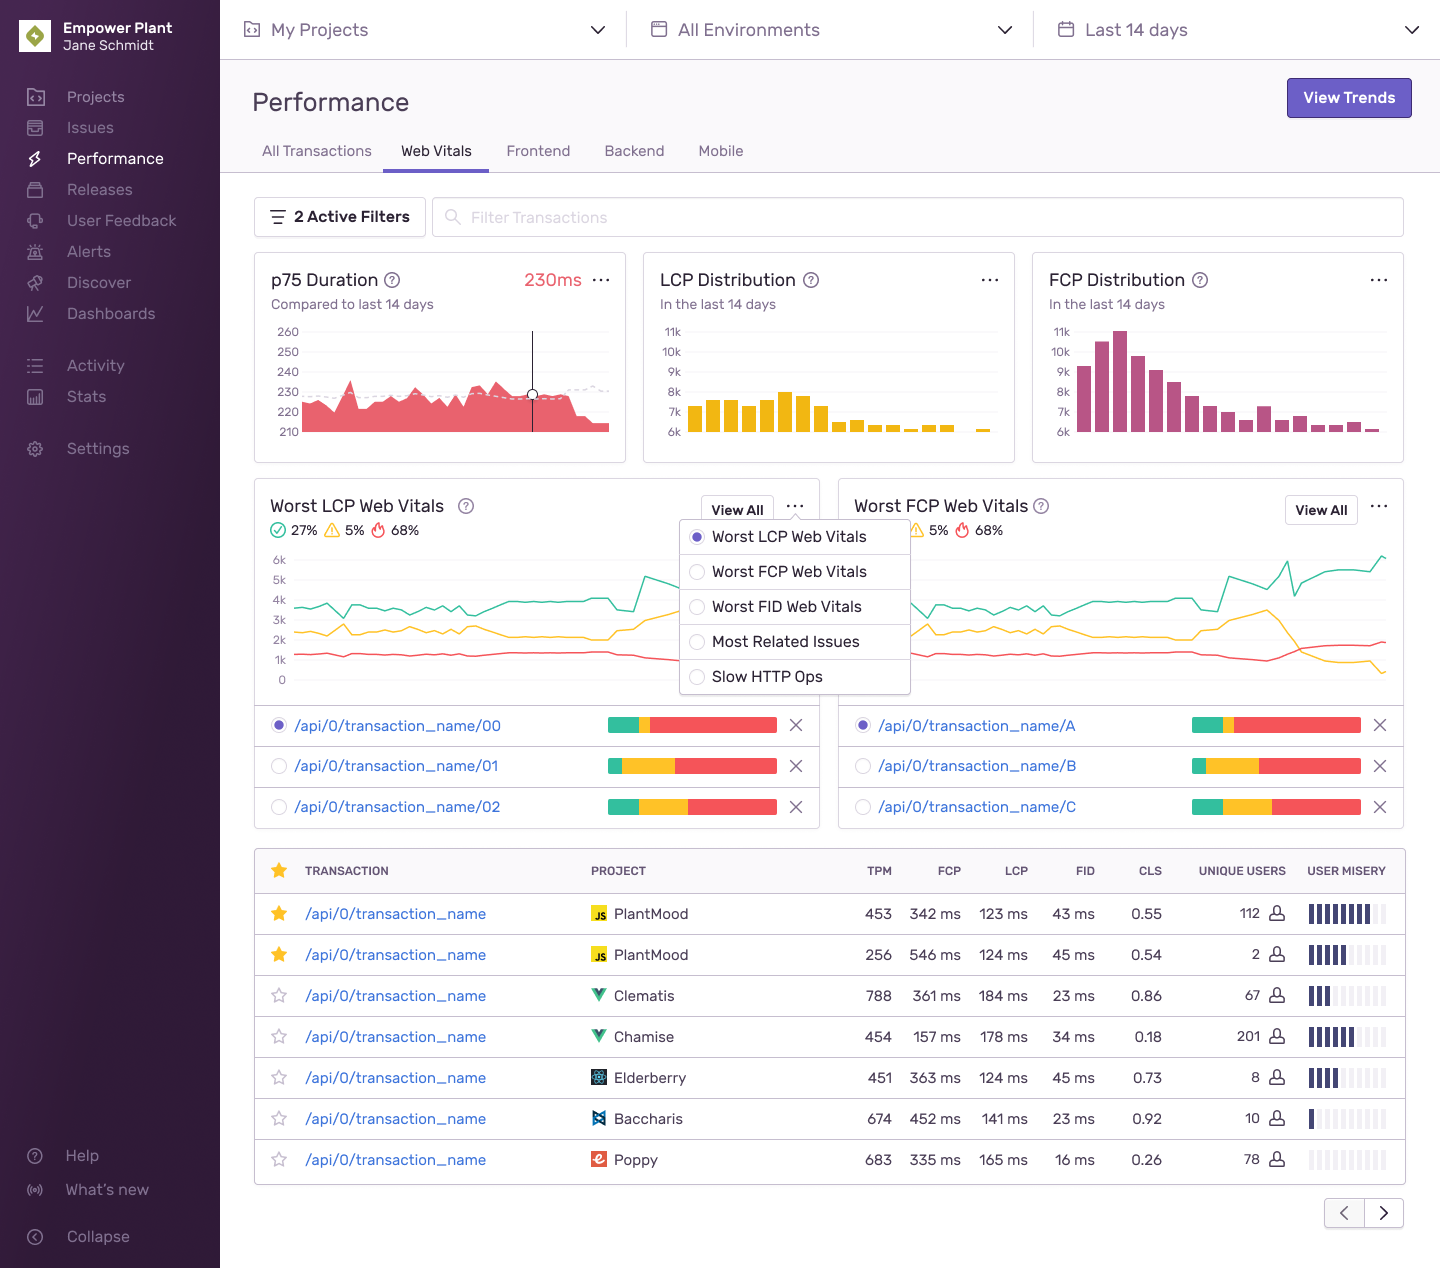 Empower Plant
Jane Schmidt
Projects
Issues
Performance
Releases
User Feedback
Alerts
Discover
Dashboards
Activity
Stats
Settings
Help
What's new
Collapse
My Projects
All Environments
Last 14 days
Performance
View Trends
All Transactions Web Vitals Frontend Backend Mobile
2 Active Filters
Filter Transactions
p75 Duration ? 230ms ...
Compared to last 14 days
260
250
240
230
220
210
LCP Distribution ? ...
In the last 14 days
11k
10k
9k
8k
7k
6k
FCP Distribution ? ...
In the last 14 days
11k
10k
9k
8k
7k
6k
Worst LCP Web Vitals ? View All ...
27% 5% 68%
6k
5k
4k
3k
2k
1k
0
Worst LCP Web Vitals
Worst FCP Web Vitals
Worst FID Web Vitals
Most Related Issues
Slow HTTP Ops
/api/0/transaction_name/00
/api/0/transaction_name/01
/api/0/transaction_name/02
Worst FCP Web Vitals ? View All ...
5% 68%
/api/0/transaction_name/A
/api/0/transaction_name/B
/api/0/transaction_name/C
TRANSACTION PROJECT TPM FCP LCP FID CLS UNIQUE USERS USER MISERY
/api/0/transaction_name JS PlantMood 453 342 ms 123 ms 43 ms 0.55 112
/api/0/transaction_name JS PlantMood 256 546 ms 124 ms 45 ms 0.54 2
/api/0/transaction_name Clematis 788 361 ms 184 ms 23 ms 0.86 67
/api/0/transaction_name Chamise 454 157 ms 178 ms 34 ms 0.18 201
/api/0/transaction_name Elderberry 451 363 ms 124 ms 45 ms 0.73 8
/api/0/transaction_name Baccharis 674 452 ms 141 ms 23 ms 0.92 10
/api/0/transaction_name Poppy 683 335 ms 165 ms 16 ms 0.26 78